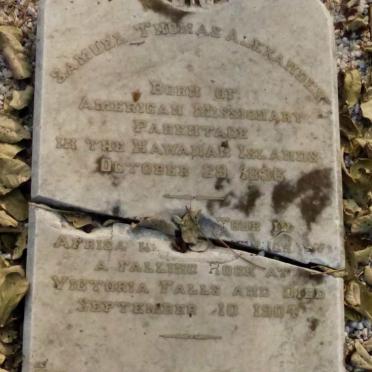 SAMUEL THOMAS ALEXANDER
BORN OF
AMERICAN MISSIONARY
PARENTAGE
IN THE HAWAIIAN ISLANDS
OCTOBER 29 1836
IN
AFRICA
A FALLING ROCK AT
VICTORIA FALLS AND DIED
SEPTEMBER 10 1904